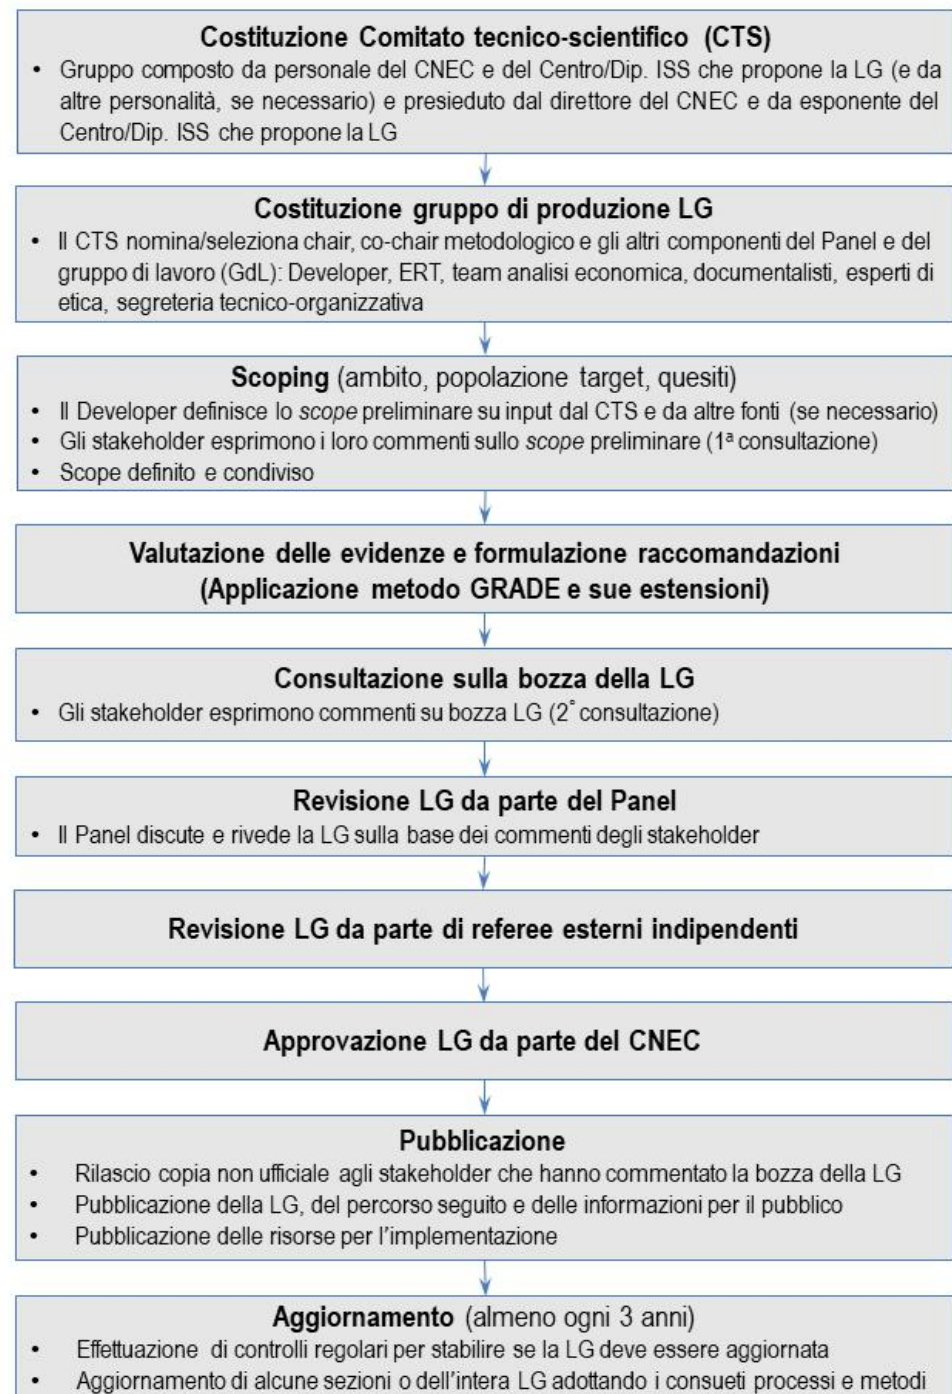 Costituzione Comitato tecnico-scientifico (CTS)
• Gruppo composto da personale del CNEC e del Centro/Dip. ISS che propone la LG (e da
altre personalità, se necessario) e presieduto dal direttore del CNEC e da esponente del
Centro/Dip. ISS che propone la LG
Costituzione gruppo di produzione LG
• Il CTS nomina/seleziona chair, co-chair metodologico e gli altri componenti del Panel e del
gruppo di lavoro (GdL): Developer, ERT, team analisi economica, documentalisti, esperti di
etica, segreteria tecnico-organizzativa
Scoping (ambito, popolazione target, quesiti)
• Il Developer definisce lo scope preliminare su input dal CTS e da altre fonti (se necessario)
• Gli stakeholder esprimono i loro commenti sullo scope preliminare (1ª consultazione)
• Scope definito e condiviso
Valutazione delle evidenze e formulazione raccomandazioni
(Applicazione metodo GRADE e sue estensioni)
Consultazione sulla bozza della LG
• Gli stakeholder esprimono commenti su bozza LG (2° consultazione)
Revisione LG da parte del Panel
• Il Panel discute e rivede la LG sulla base dei commenti degli stakeholder
Revisione LG da parte di referee esterni indipendenti
Approvazione LG da parte del CNEC
Pubblicazione
• Rilascio copia non ufficiale agli stakeholder che hanno commentato la bozza della LG
• Pubblicazione della LG, del percorso seguito e delle informazioni per il pubblico
• Pubblicazione delle risorse per l'implementazione
Aggiornamento (almeno ogni 3 anni)
• Effettuazione di controlli regolari per stabilire se la LG deve essere aggiornata
• Aggiornamento di alcune sezioni o dell'intera LG adottando i consueti processi e metodi